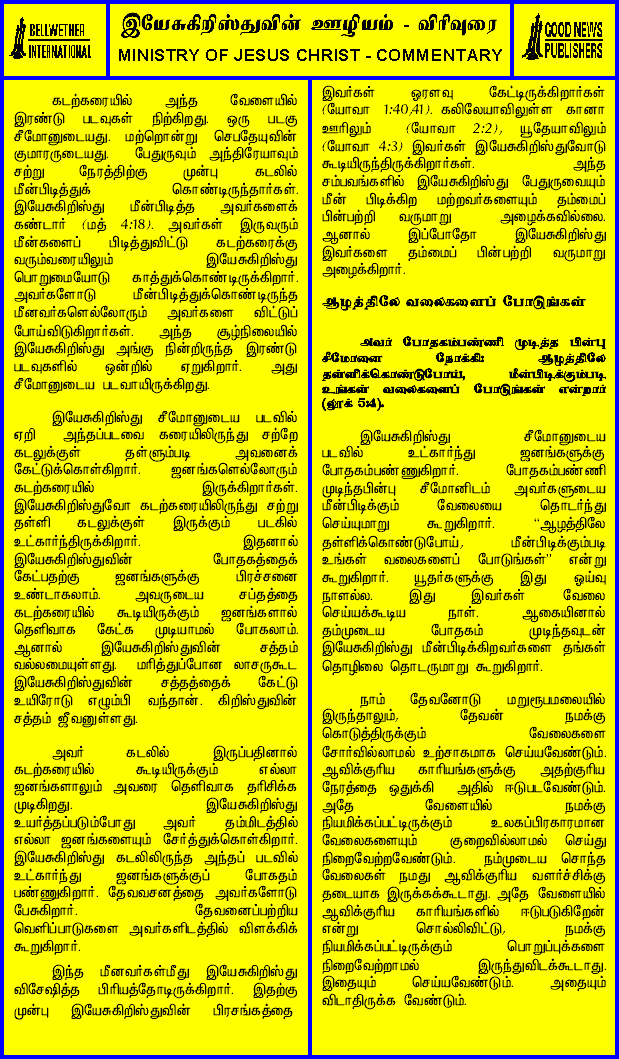 BELLWETHER
INTERNATIONAL
இயேசுகிறிஸ்துவின் ஊழியம் - விரிவுரை
MINISTRY OF JESUS CHRIST - COMMENTARY
GOOD NEWS
PUBLISHERS
கடற்கரையில் அந்த வேளையில்
இரண்டு படவுகள் நிற்கிறது. ஒரு படகு
சீமோனுடையது. மற்றொன்று செபதேயுவின்
குமாரருடையது. பேதுருவும் அந்திரேயாவும்
சற்று நேரத்திற்கு முன்பு கடலில்
மீன்பிடித்துக் கொண்டிருந்தார்கள்.
இயேசுகிறிஸ்து மீன்பிடித்த அவர்களைக்
கண்டார் (மத் 4:18). அவர்கள் இருவரும்
மீன்களைப் பிடித்துவிட்டு கடற்கரைக்கு
வரும்வரையிலும் இயேசுகிறிஸ்து
பொறுமையோடு காத்துக்கொண்டிருக்கிறார்.
அவர்களோடு மீன்பிடித்துக்கொண்டிருந்த
மீனவர்களெல்லோரும் அவர்களை விட்டுப்
போய்விடுகிறார்கள். அந்த சூழ்நிலையில்
இயேசுகிறிஸ்து அங்கு நின்றிருந்த இரண்டு
படவுகளில் ஒன்றில் ஏறுகிறார். அது
சீமோனுடைய படவாயிருக்கிறது.
இயேசுகிறிஸ்து சீமோனுடைய படவில்
ஏறி அந்தப்படவை கரையிலிருந்து சற்றே
கடலுக்குள் தள்ளும்படி அவனைக்
கேட்டுக்கொள்கிறார். ஜனங்களெல்லோரும்
கடற்கரையில் இருக்கிறார்கள்.
இயேசுகிறிஸ்துவோ கடற்கரையிலிருந்து சற்று
தள்ளி கடலுக்குள் இருக்கும் படகில்
உட்கார்ந்திருக்கிறார். இதனால்
இயேசுகிறிஸ்துவின் போதகத்தைக்
கேட்பதற்கு ஜனங்களுக்கு பிரச்சனை
உண்டாகலாம். அவருடைய சப்தத்தை
கடற்கரையில் கூடியிருக்கும் ஜனங்களால்
தெளிவாக கேட்க முடியாமல் போகலாம்.
ஆனால் இயேசுகிறிஸ்துவின் சத்தம்
வல்லமையுள்ளது. மரித்துப்போன லாசருகூட
இயேசுகிறிஸ்துவின் சத்தத்தைக் கேட்டு
உயிரோடு எழும்பி வந்தான். கிறிஸ்துவின்
சத்தம் ஜீவனுள்ளது.
அவர் கடலில் இருப்பதினால்
கடற்கரையில் கூடியிருக்கும் எல்லா
ஜனங்களாலும் அவரை தெளிவாக தரிசிக்க
முடிகிறது. இயேசுகிறிஸ்து
உயர்த்தப்படும்போது அவர் தம்மிடத்தில்
எல்லா ஜனங்களையும் சேர்த்துக்கொள்கிறார்.
இயேசுகிறிஸ்து கடலிலிருந்த அந்தப் படவில்
உட்கார்ந்து ஜனங்களுக்குப் போதகம்
பண்ணுகிறார். தேவவசனத்தை அவர்களோடு
பேசுகிறார். தேவனைப்பற்றிய
வெளிப்பாடுகளை அவர்களிடத்தில் விளக்கிக்
கூறுகிறார்.
இந்த மீனவர்கள்மீது இயேசுகிறிஸ்து
விசேஷித்த பிரியத்தோடிருக்கிறார். இதற்கு
முன்பு இயேசுகிறிஸ்துவின் பிரசங்கத்தை
இவர்கள் ஓரளவு கேட்டிருக்கிறார்கள்
(யோவா 1:40,41). கலிலேயாவிலுள்ள கானா
ஊரிலும் (யோவா 2:2), யூதேயாவிலும்
(யோவா 4:3) இவர்கள் இயேசுகிறிஸ்துவோடு
கூடியிருந்திருக்கிறார்கள். அந்த
சம்பவங்களில் இயேசுகிறிஸ்து பேதுருவையும்
மீன் பிடிக்கிற மற்றவர்களையும் தம்மைப்
பின்பற்றி வருமாறு அழைக்கவில்லை.
ஆனால் இப்போதோ இயேசுகிறிஸ்து
இவர்களை தம்மைப் பின்பற்றி வருமாறு
அழைக்கிறார்.
ஆழத்திலே வலைகளைப் போடுங்கள்
அவர் போதகம்பண்ணி முடித்த பின்பு
சீமோனை நோக்கி: ஆழத்திலே
தள்ளிக்கொண்டுபோய், மீன்பிடிக்கும்படி
உங்கள் வலைகளைப் போடுங்கள் என்றார்
(லூக் 5:4).
இயேசுகிறிஸ்து சீமோனுடைய
படவில் உட்கார்ந்து ஜனங்களுக்கு
போதகம்பண்ணுகிறார். போதகம்பண்ணி
முடிந்தபின்பு சீமோனிடம் அவர்களுடைய
மீன்பிடிக்கும் வேலையை தொடர்ந்து
செய்யுமாறு கூறுகிறார். “ஆழத்திலே
தள்ளிக்கொண்டுபோய், மீன்பிடிக்கும்படி
உங்கள் வலைகளைப் போடுங்கள்” என்று
கூறுகிறார். யூதர்களுக்கு இது ஓய்வு
நாளல்ல. இது இவர்கள் வேலை
செய்யக்கூடிய நாள். ஆகையினால்
தம்முடைய போதகம் முடிந்தவுடன்
இயேசுகிறிஸ்து மீன்பிடிக்கிறவர்களை தங்கள்
தொழிலை தொடருமாறு கூறுகிறார்.
நாம் தேவனோடு மறுரூபமலையில்
இருந்தாலும், தேவன் நமக்கு
கொடுத்திருக்கும் வேலைகளை
சோர்வில்லாமல் உற்சாகமாக செய்யவேண்டும்.
ஆவிக்குரிய காரியங்களுக்கு அதற்குரிய
நேரத்தை ஒதுக்கி அதில் ஈடுபடவேண்டும்.
அதே வேளையில் நமக்கு
நியமிக்கப்பட்டிருக்கும் உலகப்பிரகாரமான
வேலைகளையும் குறைவில்லாமல் செய்து
நிறைவேற்றவேண்டும். நம்முடைய சொந்த
வேலைகள் நமது ஆவிக்குரிய வளர்ச்சிக்கு
தடையாக இருக்கக்கூடாது. அதே வேளையில்
ஆவிக்குரிய காரியங்களில் ஈடுபடுகிறேன்
என்று சொல்லிவிட்டு, நமக்கு
நியமிக்கப்பட்டிருக்கும் பொறுப்புக்களை
நிறைவேற்றாமல் இருந்துவிடக்கூடாது.
இதையும் செய்யவேண்டும். அதையும்
விடாதிருக்க வேண்டும்.